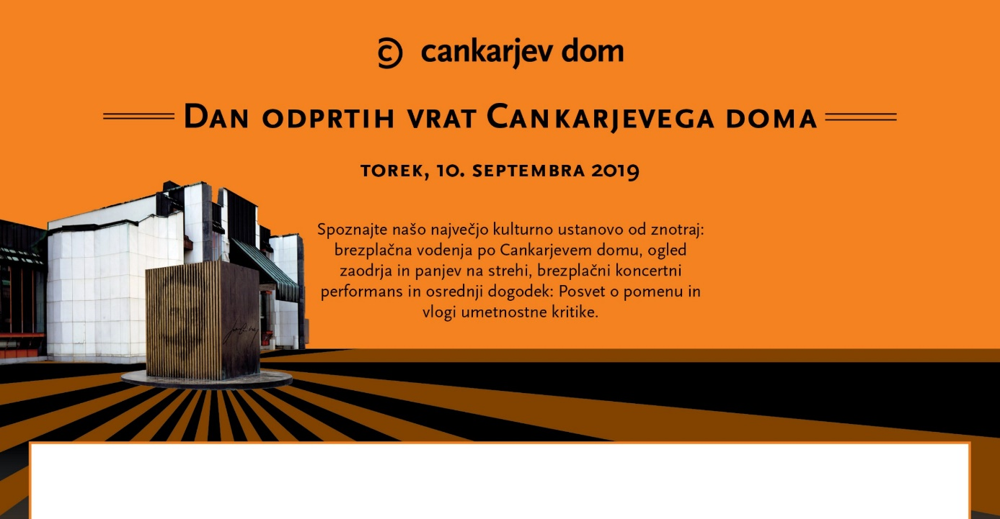 cankarjev dom
Dan odprtih vrat Cankarjevega doma
torek, 10. septembra 2019
Spoznajte našo največjo kulturno ustanovo od znotraj:
brezplačna vodenja po Cankarjevem domu, ogled
zaodrja in panjev na strehi, brezplačni koncertni
performans in osrednji dogodek: Posvet o pomenu in
vlogi umetnostne kritike.